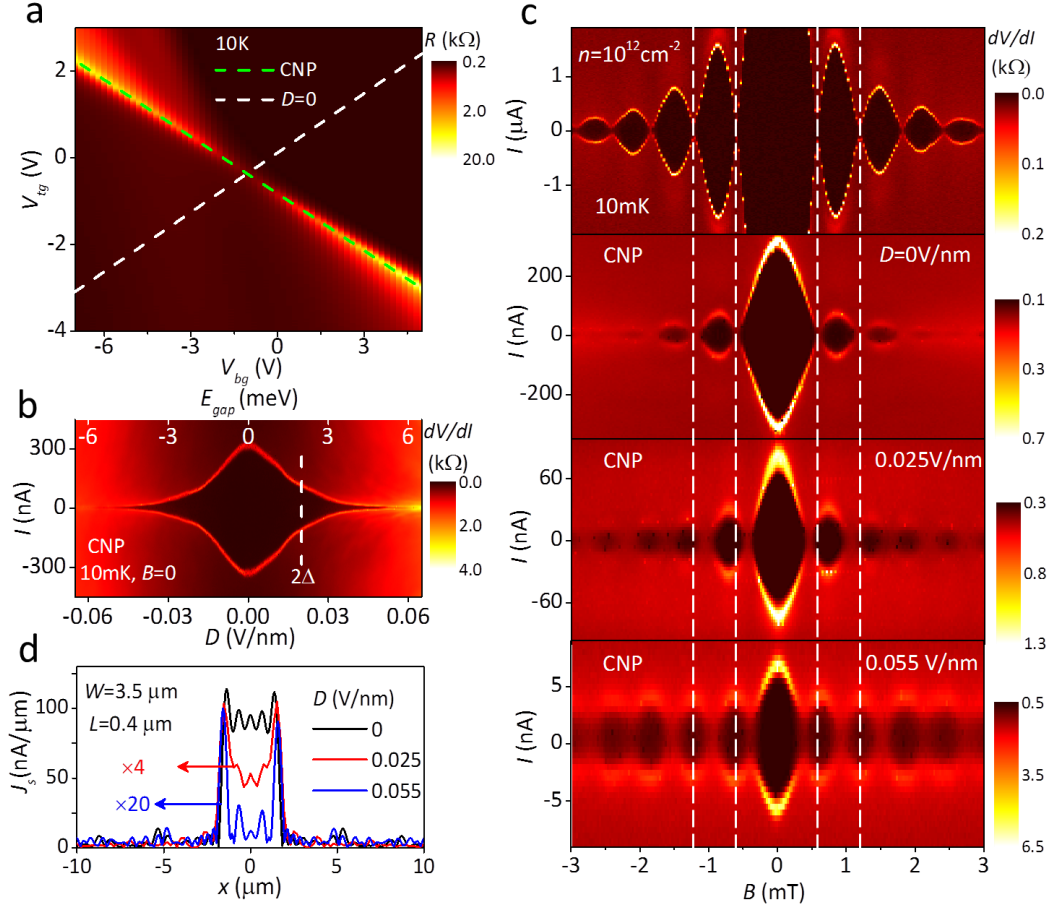 a
10K
CNP
D=0
R
(kΩ)
0.2
2.0
20.0
2
0
-2
-4
V_tg (V)
-6
-3
0
3
V_bg (V)
E_gap (meV)
b
-6
-3
0
3
6
dV/dI
(kΩ)
0.0
2.0
4.0
300
0
-300
I (nA)
CNP
10mK, B=0
2Δ
-0.06
-0.03
0.00
0.03
0.06
D (V/nm)
d
W=3.5 μm
L=0.4 μm
×4
×20
D (V/nm)
0
0.025
0.055
100
50
0
J_s (nA/μm)
-10
-5
0
5
10
x (μm)
c
n=10¹²cm⁻²
10mK
1
0
-1
I (μA)
dV/dI
(kΩ)
0.0
0.1
0.2
CNP
D=0V/nm
200
0
-200
I (nA)
0.1
0.3
0.7
CNP
0.025V/nm
60
0
-60
I (nA)
0.3
0.8
1.3
CNP
0.055 V/nm
5
0
-5
I (nA)
0.5
3.5
6.5
-3
-2
-1
0
1
2
3
B (mT)